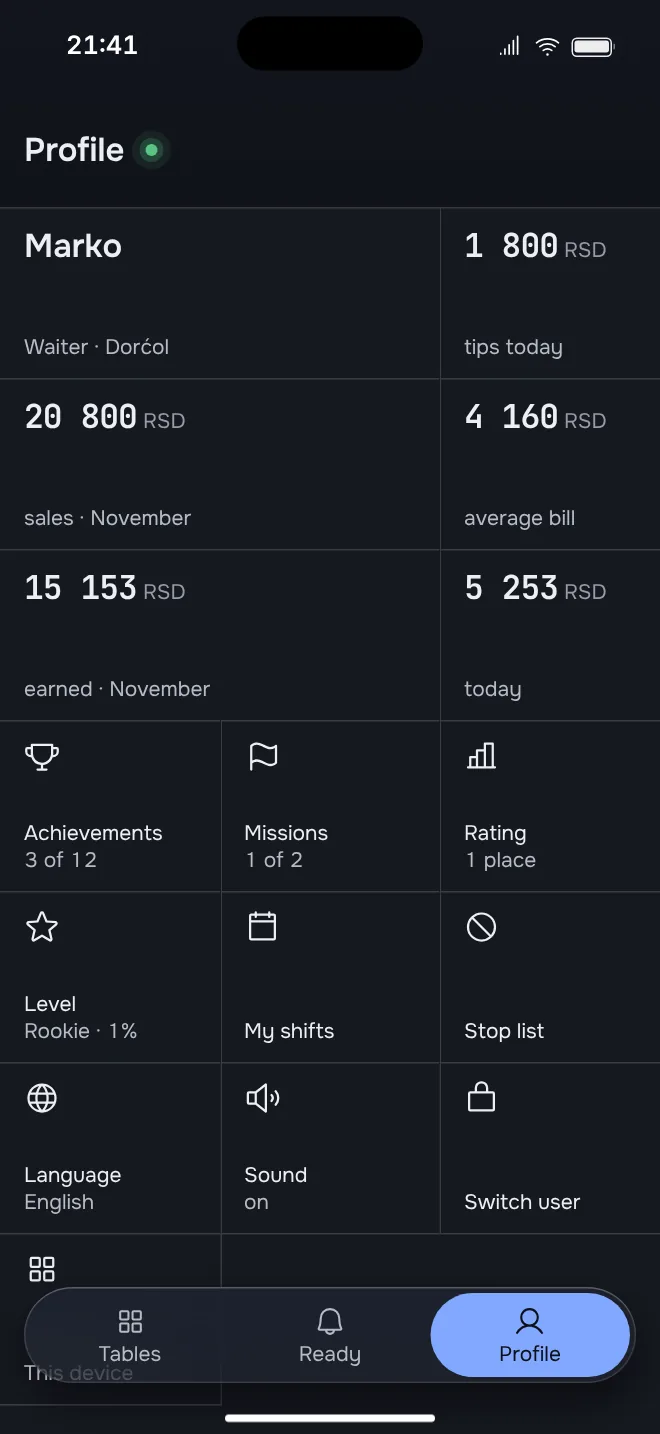 21:41
Profile
Marko
1 800 RSD
Waiter · Dorćol
tips today
20 800 RSD
4 160 RSD
sales · November
average bill
15 153 RSD
5 253 RSD
earned · November
today
Achievements
3 of 12
Missions
1 of 2
Rating
1 place
Level
Rookie · 1%
My shifts
Stop list
Language
English
Sound
on
Switch user
This device
Tables
Ready
Profile